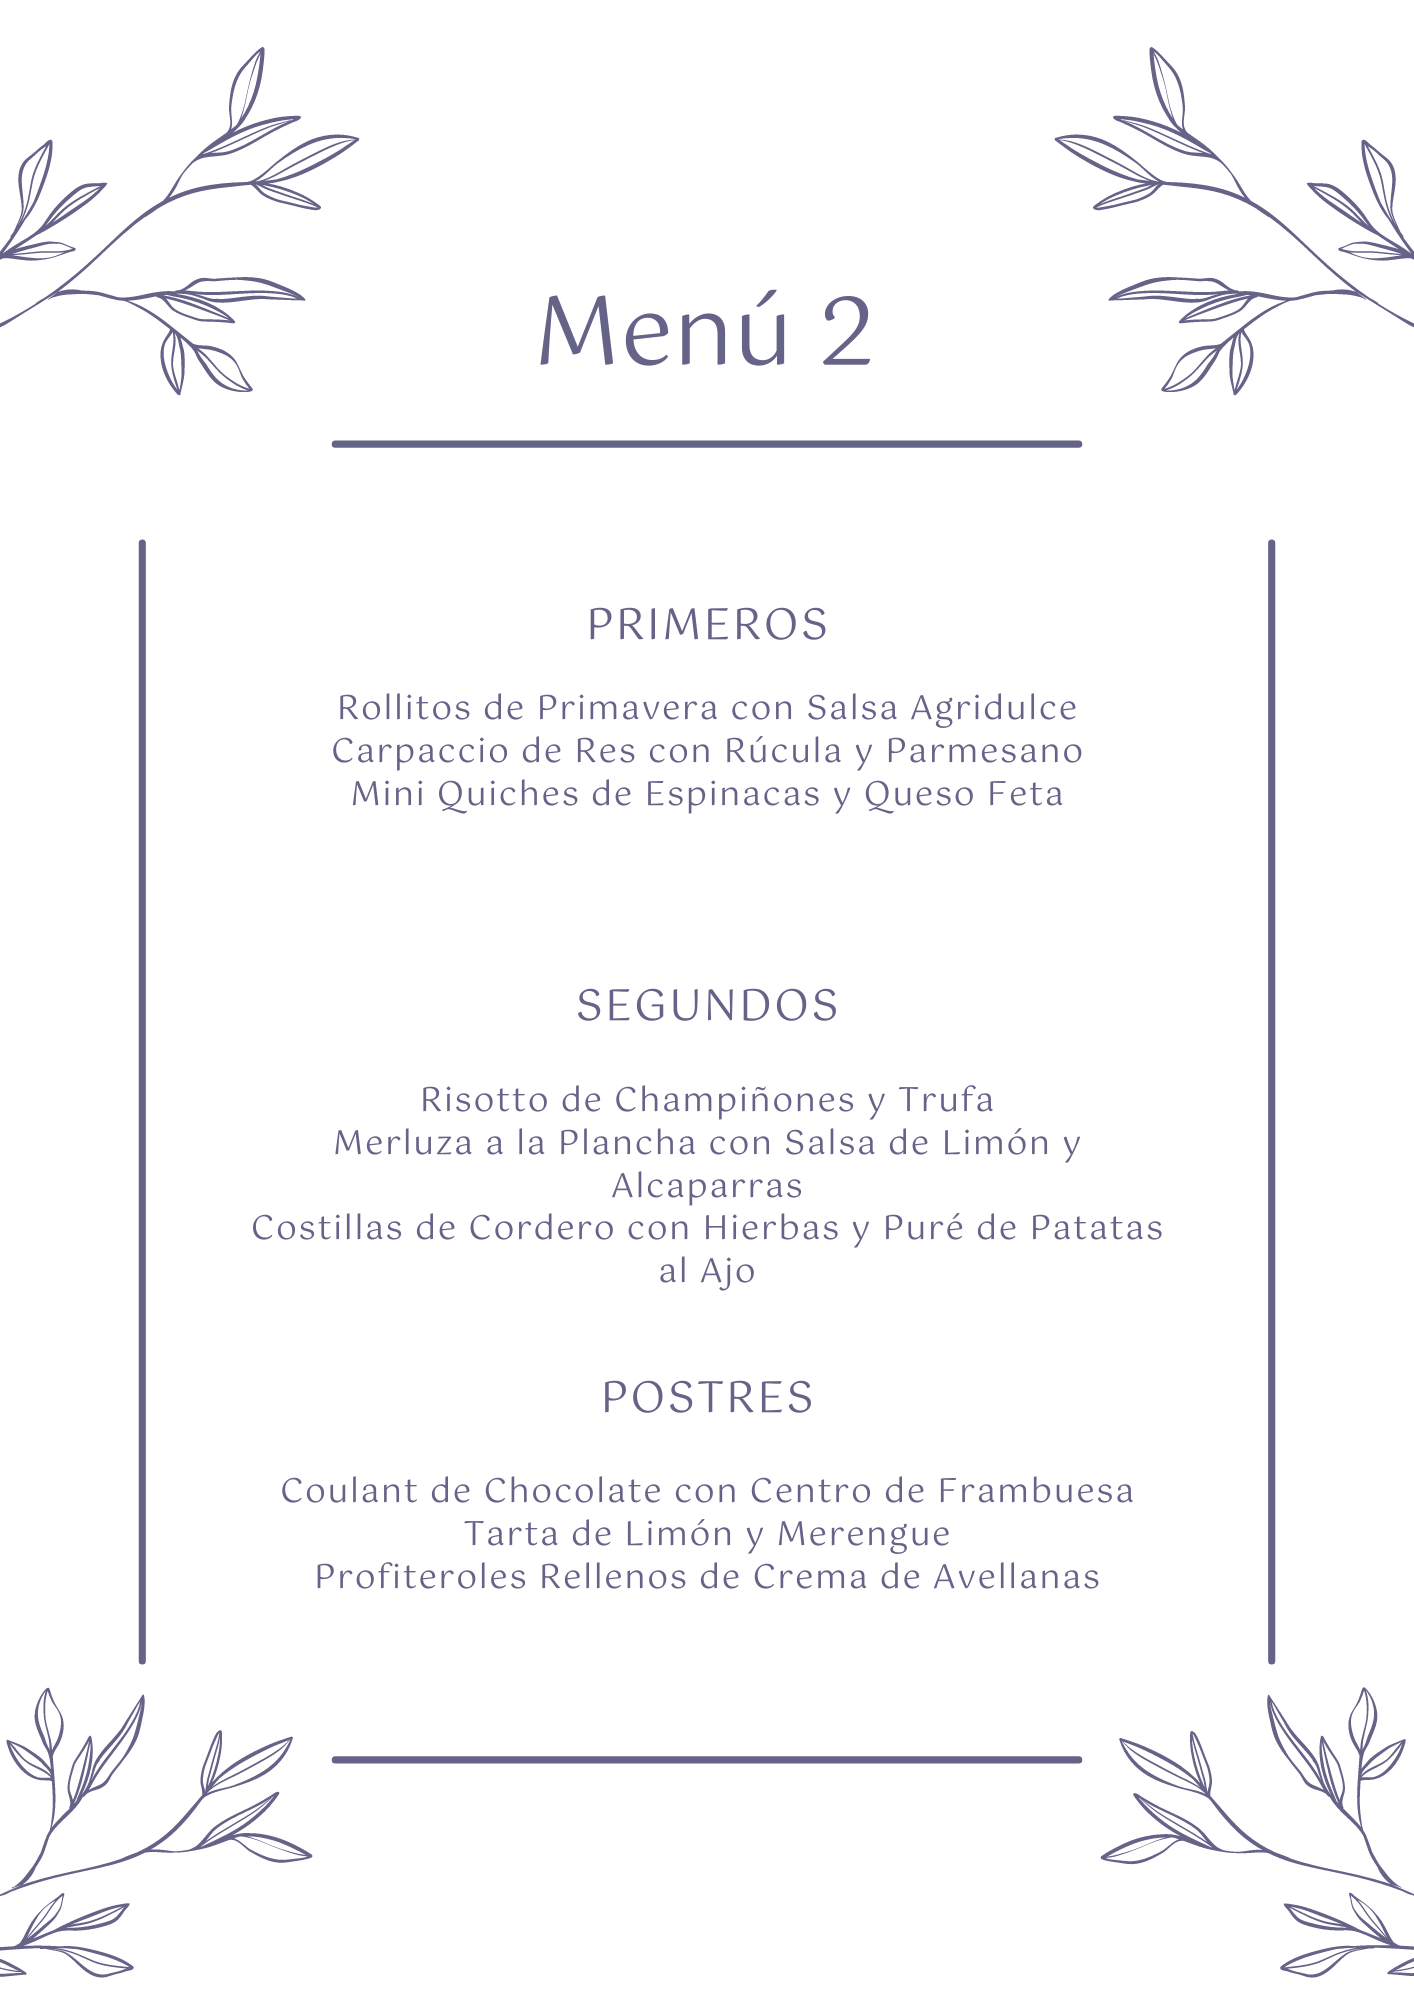 Menú 2
PRIMEROS
Rollitos de Primavera con Salsa Agridulce
Carpaccio de Res con Rúcula y Parmesano
Mini Quiches de Espinacas y Queso Feta
SEGUNDOS
Risotto de Champiñones y Trufa
Merluza a la Plancha con Salsa de Limón y
Alcaparras
Costillas de Cordero con Hierbas y Puré de Patatas
al Ajo
POSTRES
Coulant de Chocolate con Centro de Frambuesa
Tarta de Limón y Merengue
Profiteroles Rellenos de Crema de Avellanas